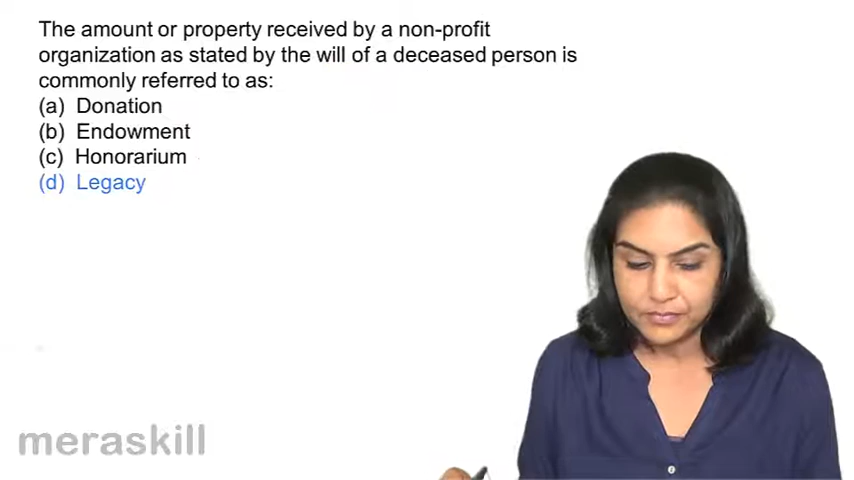 The amount or property received by a non-profit
organization as stated by the will of a deceased person is
commonly referred to as:
(a) Donation
(b) Endowment
(c) Honorarium
(d) Legacy
meraskill